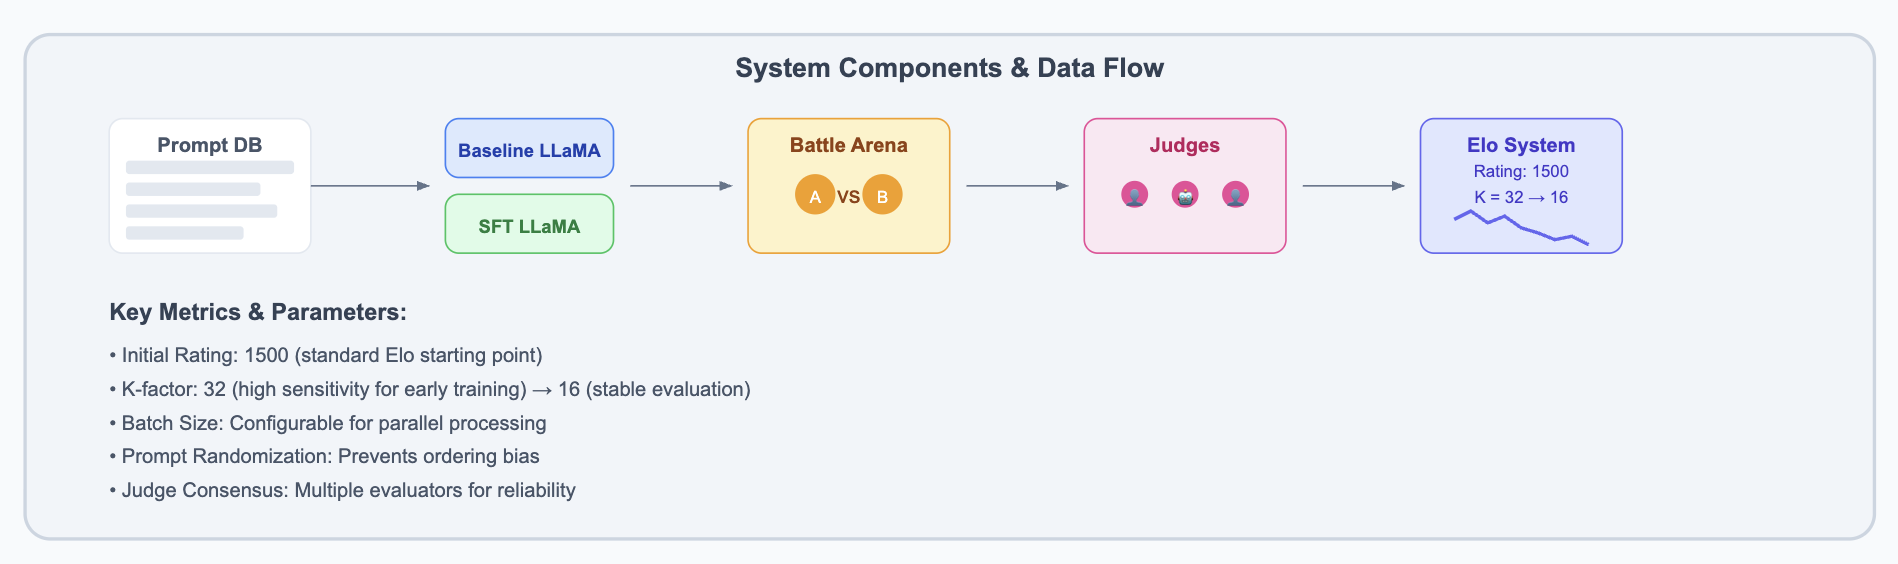 System Components & Data Flow
Prompt DB
Baseline LLaMA
SFT LLaMA
Battle Arena
A VS B
Judges
Elo System
Rating: 1500
K = 32 → 16
Key Metrics & Parameters:
• Initial Rating: 1500 (standard Elo starting point)
• K-factor: 32 (high sensitivity for early training) → 16 (stable evaluation)
• Batch Size: Configurable for parallel processing
• Prompt Randomization: Prevents ordering bias
• Judge Consensus: Multiple evaluators for reliability